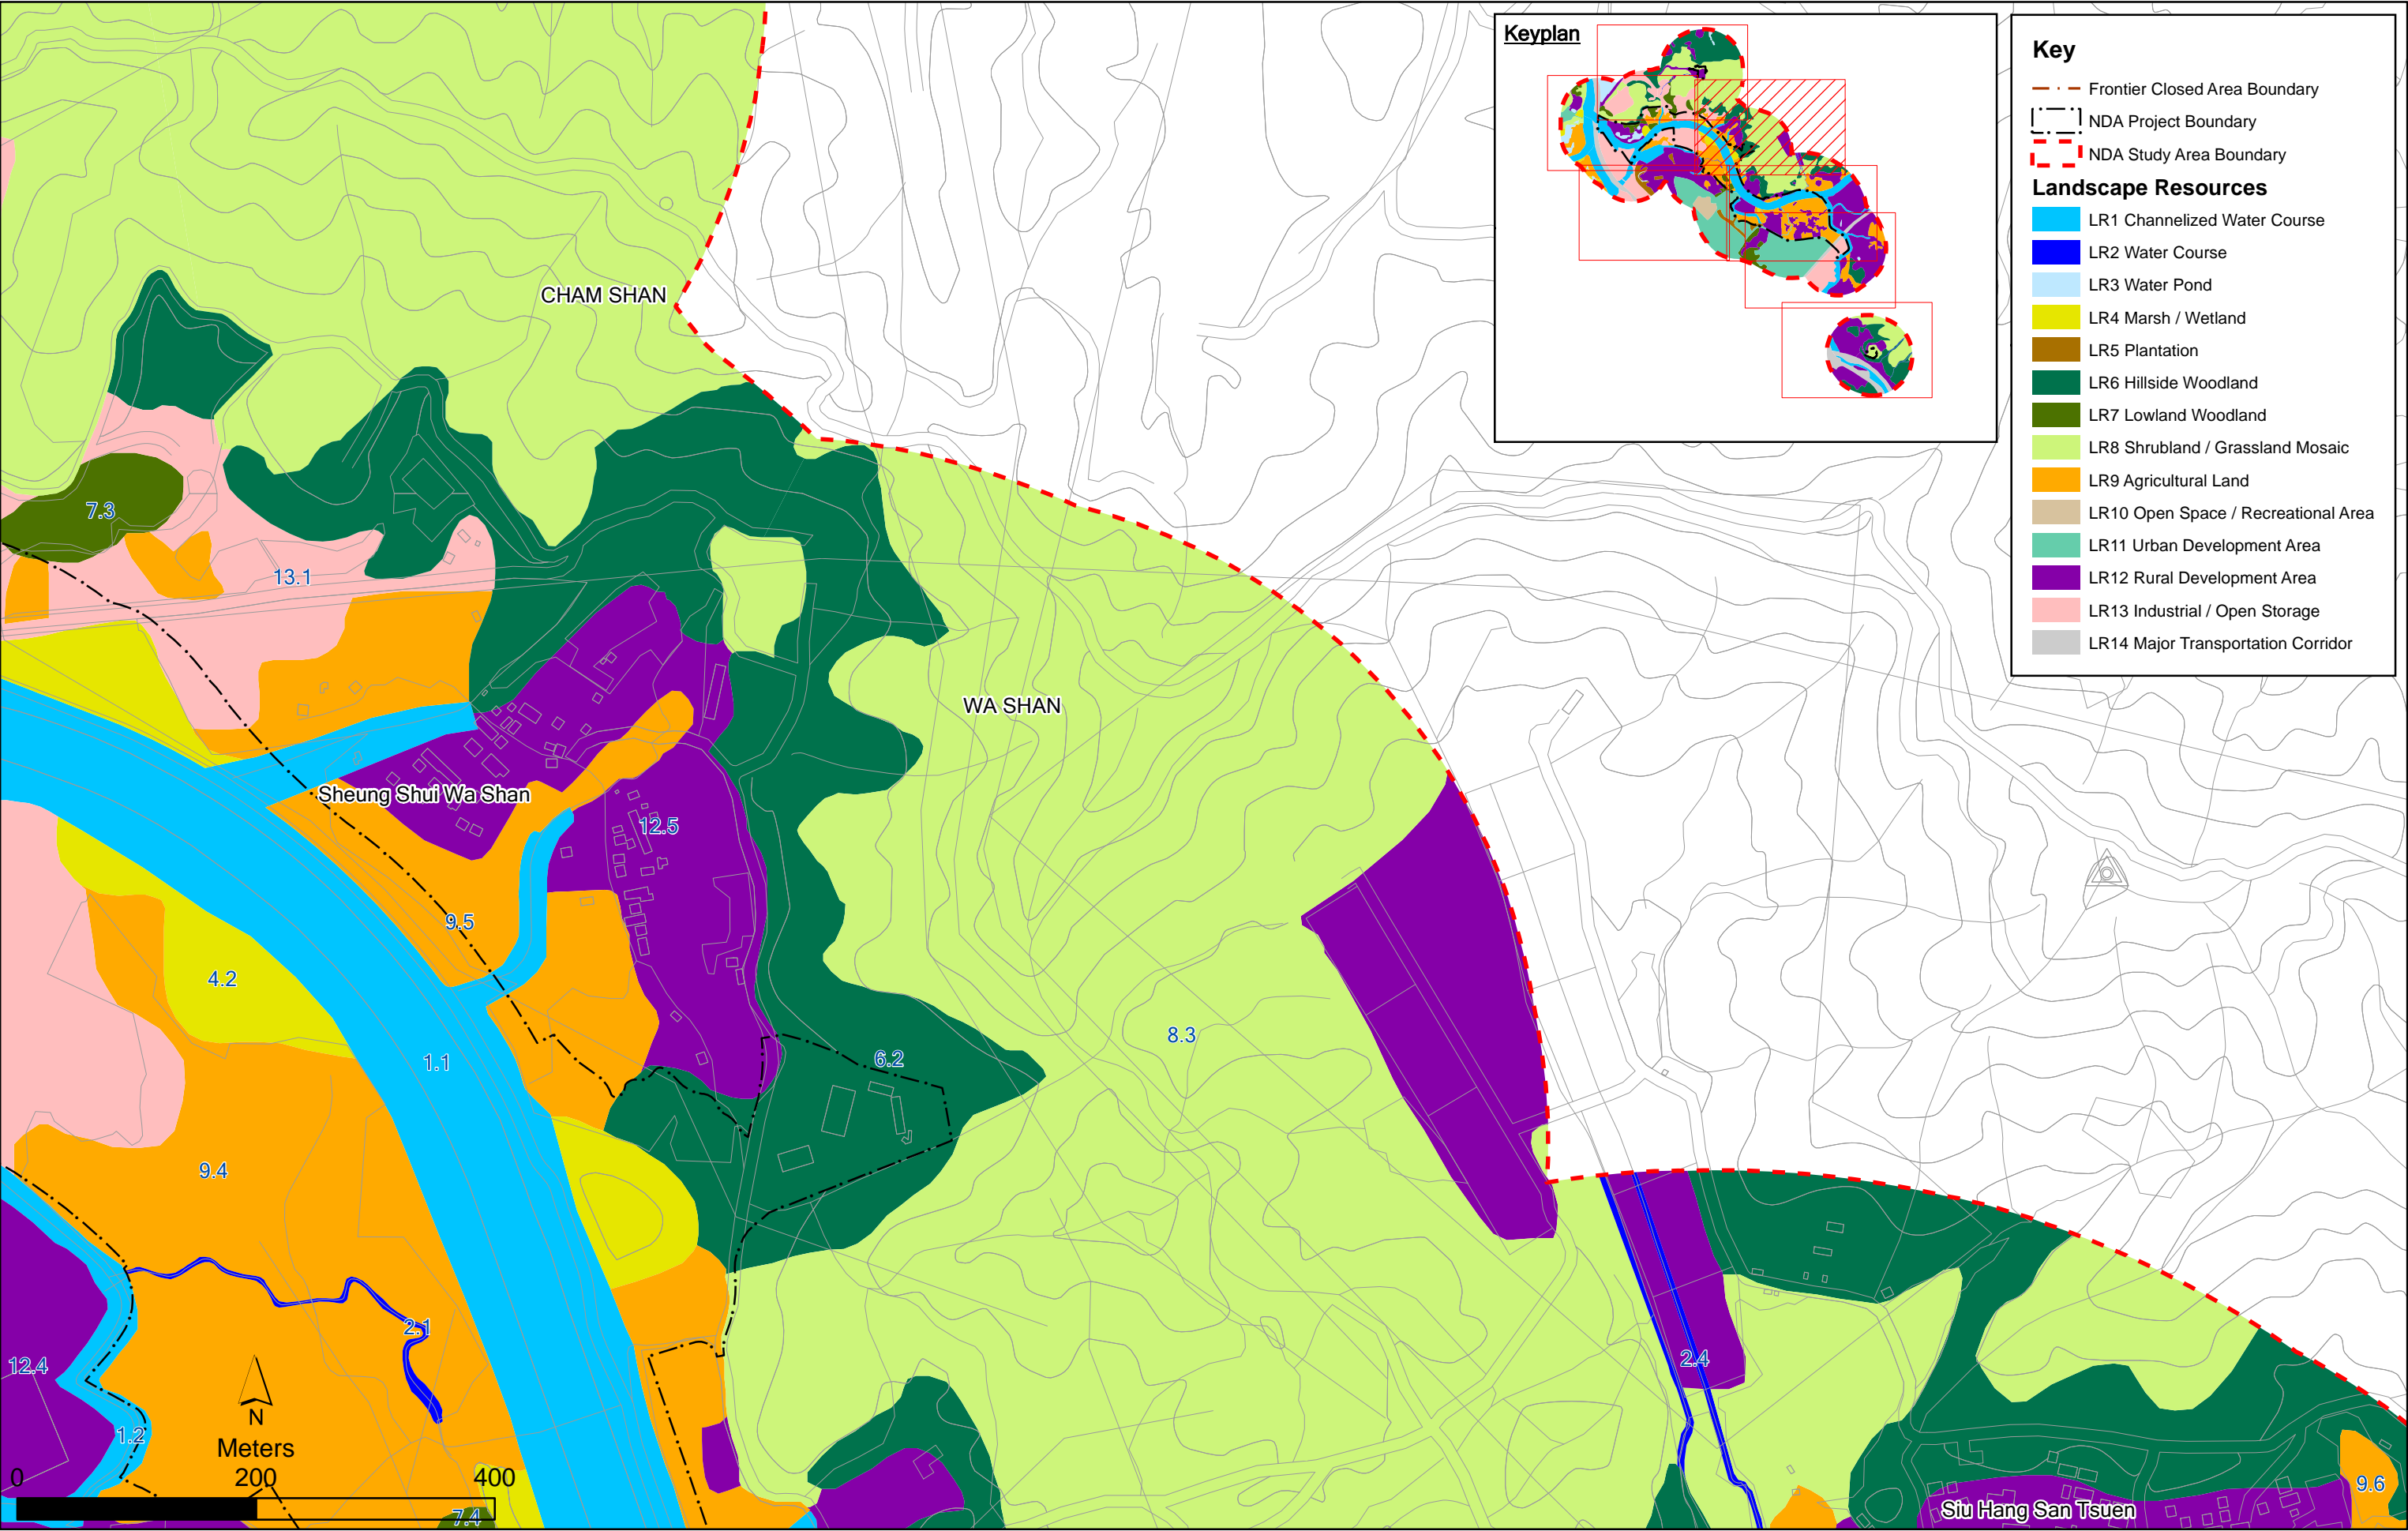 Keyplan
Key
Frontier Closed Area Boundary
NDA Project Boundary
NDA Study Area Boundary
Landscape Resources
LR1 Channelized Water Course
LR2 Water Course
LR3 Water Pond
LR4 Marsh / Wetland
LR5 Plantation
LR6 Hillside Woodland
LR7 Lowland Woodland
LR8 Shrubland / Grassland Mosaic
LR9 Agricultural Land
LR10 Open Space / Recreational Area
LR11 Urban Development Area
LR12 Rural Development Area
LR13 Industrial / Open Storage
LR14 Major Transportation Corridor
CHAM SHAN
7.3
13.1
WA SHAN
Sheung Shui Wa Shan
12.5
9.5
4.2
8.3
6.2
1.1
9.4
2.1
2.4
12.4
1.2
N
Meters
0 200 400
7.4
9.6
Siu Hang San Tsuen